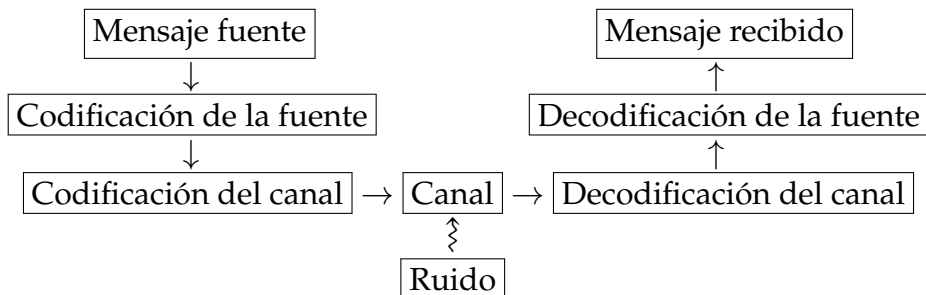 Mensaje fuente
Mensaje recibido
Codificación de la fuente
Decodificación de la fuente
Codificación del canal
Canal
Decodificación del canal
Ruido